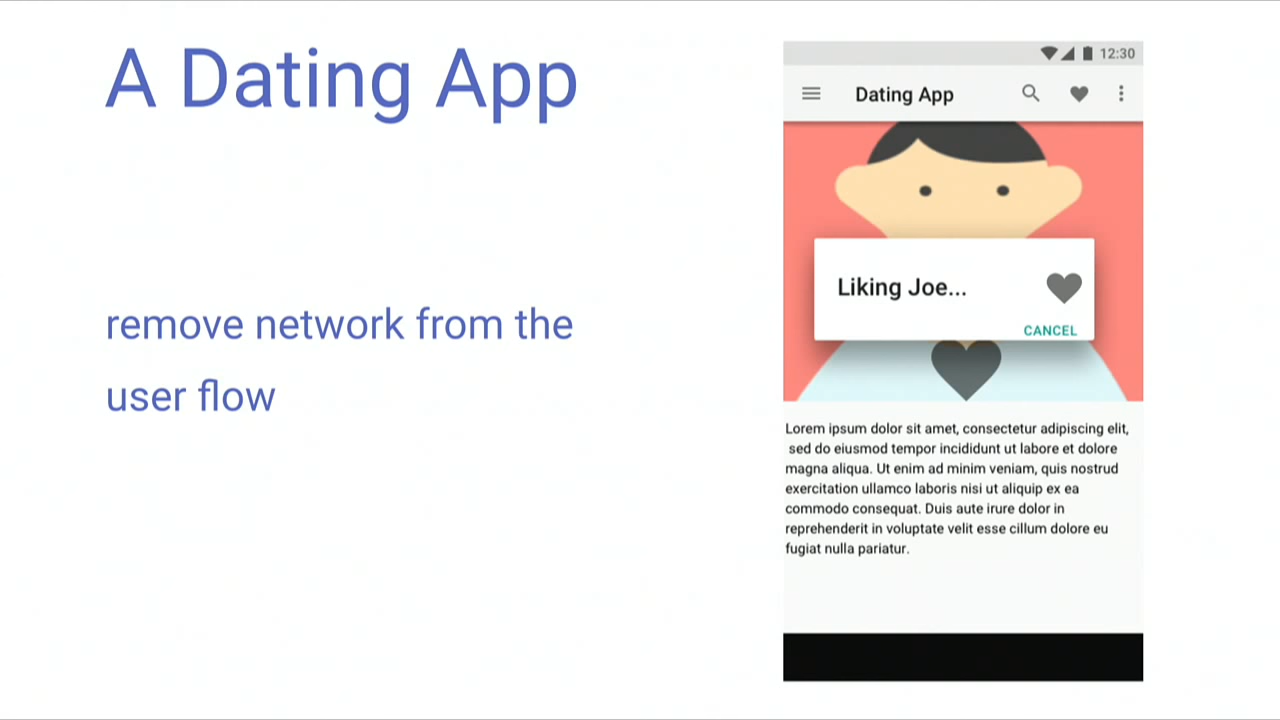 A Dating App
remove network from the
user flow
12:30
Dating App
Liking Joe...
CANCEL
Lorem ipsum dolor sit amet, consectetur adipiscing elit,
sed do eiusmod tempor incididunt ut labore et dolore
magna aliqua. Ut enim ad minim veniam, quis nostrud
exercitation ullamco laboris nisi ut aliquip ex ea
commodo consequat. Duis aute irure dolor in
reprehenderit in voluptate velit esse cillum dolore eu
fugiat nulla pariatur.